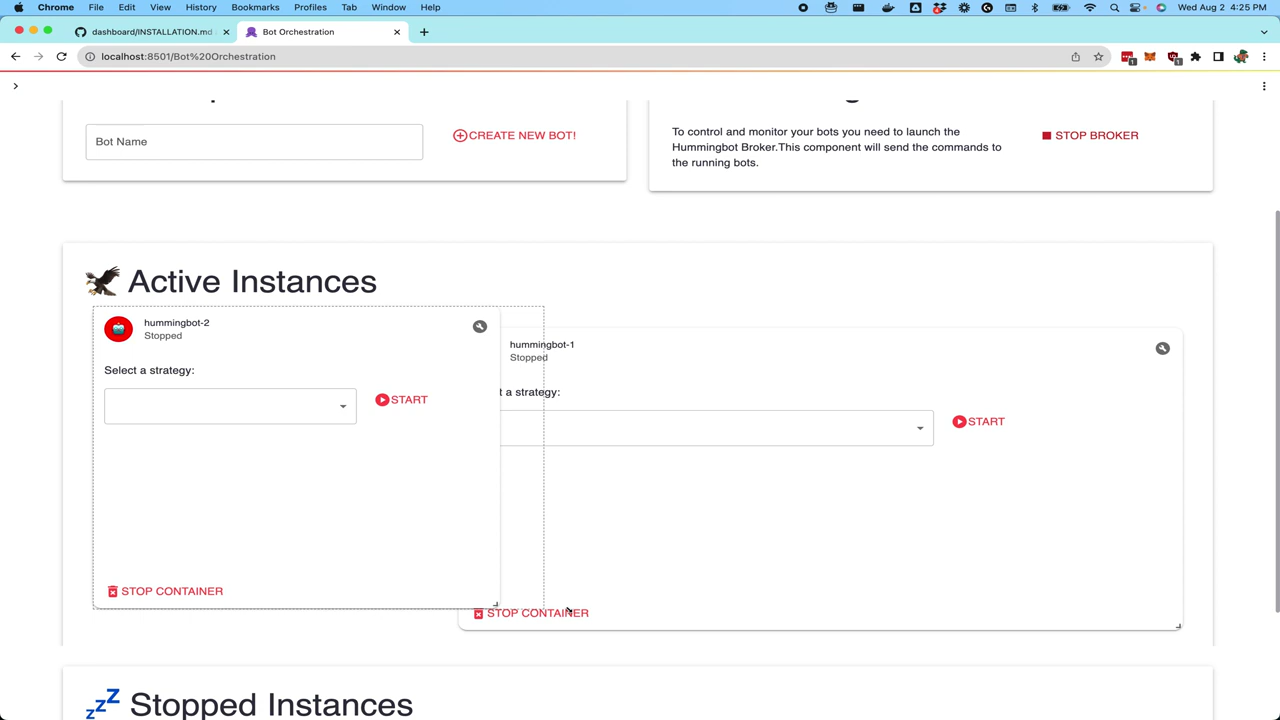 Chrome File Edit View History Bookmarks Profiles Tab Window Help Wed Aug 2 4:25 PM
dashboard/INSTALLATION.md Bot Orchestration
localhost:8501/Bot%20Orchestration
Bot Name
CREATE NEW BOT!
To control and monitor your bots you need to launch the
Hummingbot Broker.This component will send the commands to
the running bots.
STOP BROKER
Active Instances
hummingbot-2
Stopped
Select a strategy:
START
STOP CONTAINER
hummingbot-1
Stopped
t a strategy:
START
STOP CONTAINER
zzZ Stopped Instances